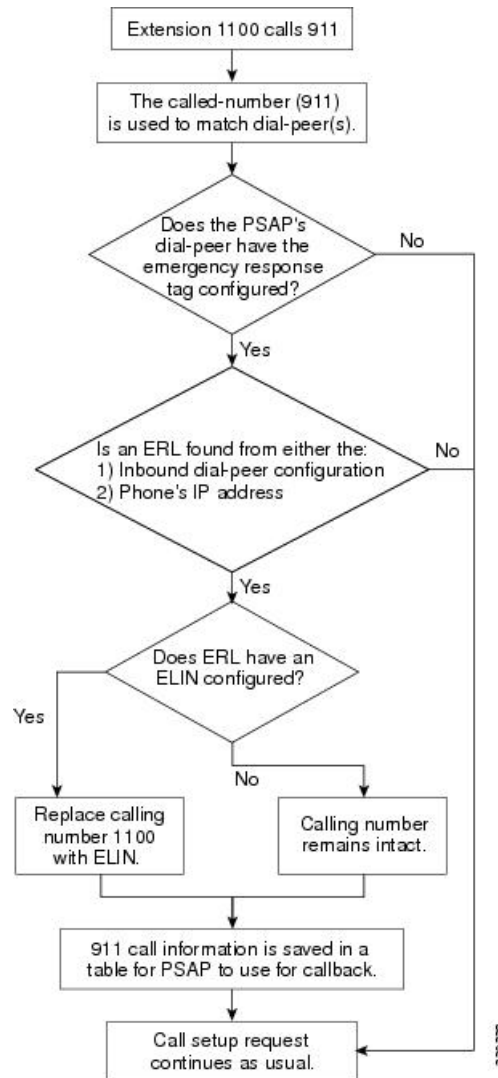 Extension 1100 calls 911
The called-number (911)
is used to match dial-peer(s).
Does the PSAP's
dial-peer have the
emergency response
tag configured?
No
Yes
Is an ERL found from either the:
1) Inbound dial-peer configuration
2) Phone's IP address
No
Yes
Does ERL have an
ELIN configured?
Yes
No
Replace calling
number 1100
with ELIN.
Calling number
remains intact.
911 call information is saved in a
table for PSAP to use for callback.
Call setup request
continues as usual.